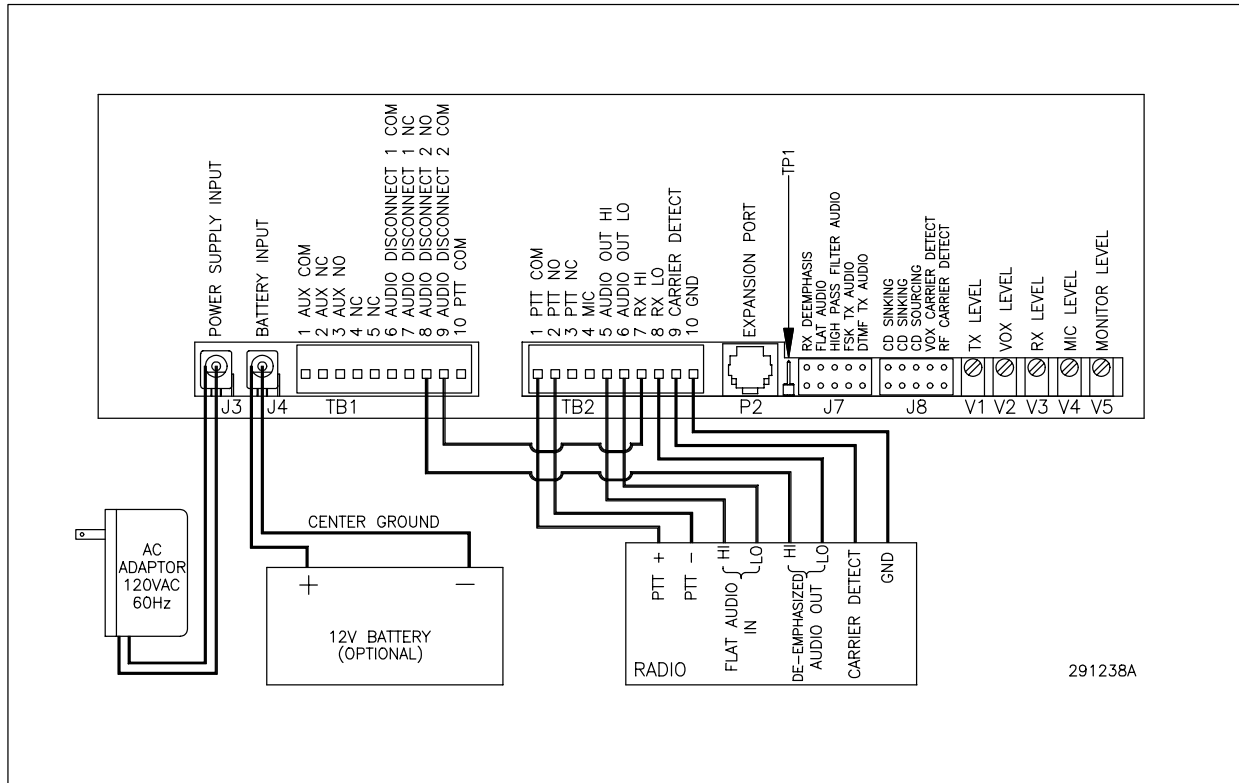 POWER SUPPLY INPUT
BATTERY INPUT
1 AUX COM
2 AUX NC
3 AUX NO
4 NC
5 NC
6 AUDIO DISCONNECT 1 COM
7 AUDIO DISCONNECT 1 NC
8 AUDIO DISCONNECT 2 NO
9 AUDIO DISCONNECT 2 COM
10 PTT COM
1 PTT COM
2 PTT NO
3 PTT NC
4 MIC
5 AUDIO OUT HI
6 AUDIO OUT LO
7 RX HI
8 RX LO
9 CARRIER DETECT
10 GND
EXPANSION PORT
TP1
RX DEEMPHASIS
FLAT AUDIO
HIGH PASS FILTER AUDIO
FSK TX AUDIO
DTMF TX AUDIO
CD SINKING
CD SINKING
CD SOURCING
VOX CARRIER DETECT
RF CARRIER DETECT
TX LEVEL
VOX LEVEL
RX LEVEL
MIC LEVEL
MONITOR LEVEL
J3
J4
TB1
TB2
P2
J7
J8
V1
V2
V3
V4
V5
AC
ADAPTOR
120VAC
60Hz
CENTER GROUND
+
−
12V BATTERY
(OPTIONAL)
PTT +
PTT −
HI
LO
FLAT AUDIO
IN
HI
LO
DE-EMPHASIZED
AUDIO OUT
CARRIER DETECT
GND
RADIO
291238A